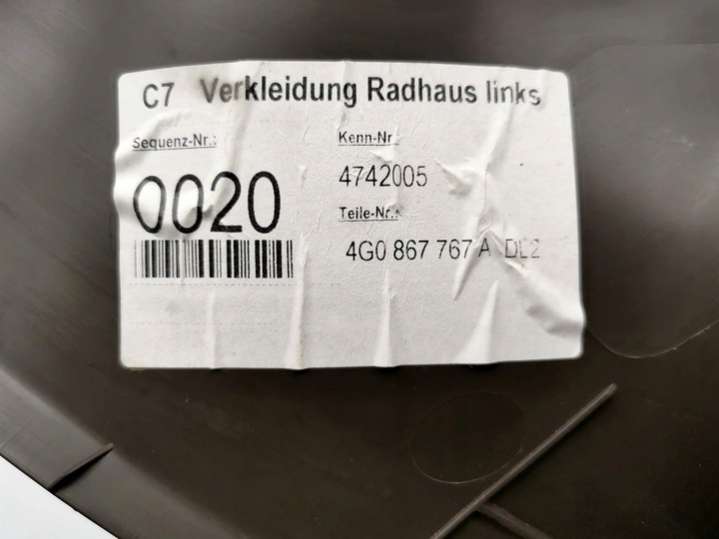 C7 Verkleidung Radhaus links
Sequenz-Nr.:
Kenn-Nr.
0020
4742005
Teile-Nr.:
4G0 867 767 A DL2